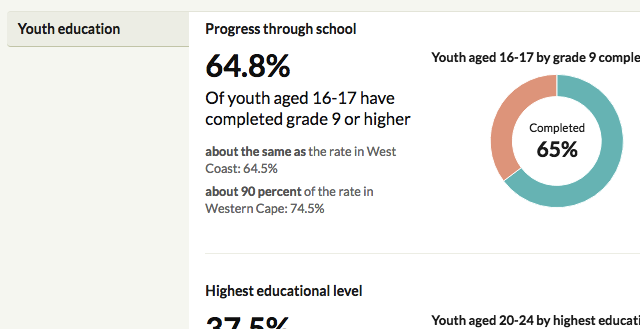 Youth education
Progress through school
64.8%
Of youth aged 16-17 have
completed grade 9 or higher
about the same as the rate in West
Coast: 64.5%
about 90 percent of the rate in
Western Cape: 74.5%
Youth aged 16-17 by grade 9 comple
Completed
65%
Highest educational level
37.5%
Youth aged 20-24 by highest educati